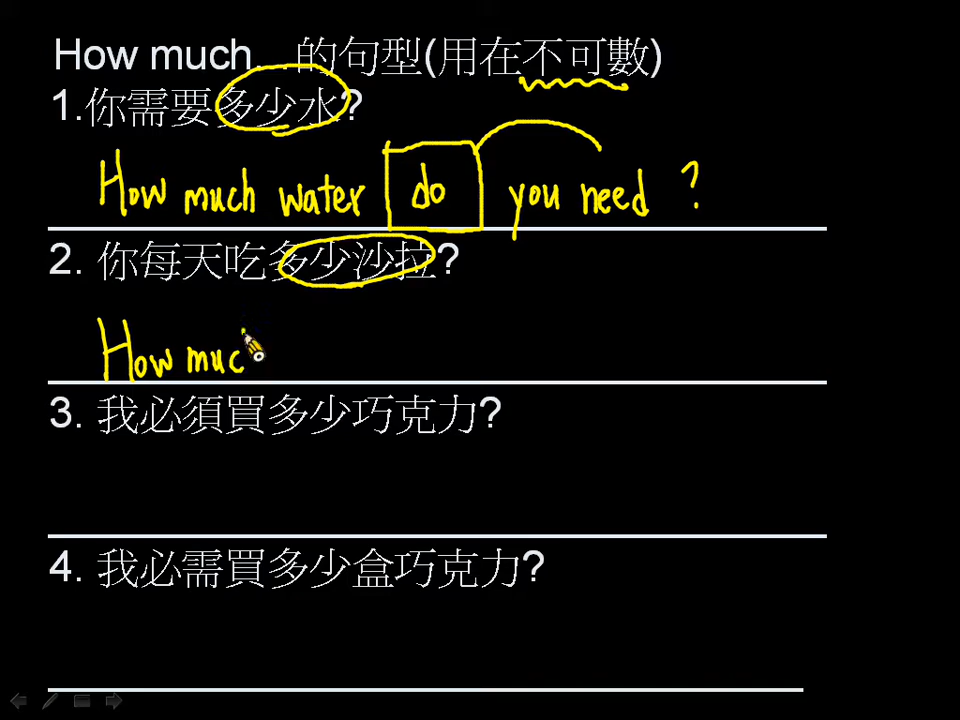 How much...的句型(用在不可數)
1.你需要多少水?
How much water do you need ?
2. 你每天吃多少沙拉?
How muc
3. 我必須買多少巧克力?
4. 我必需買多少盒巧克力?